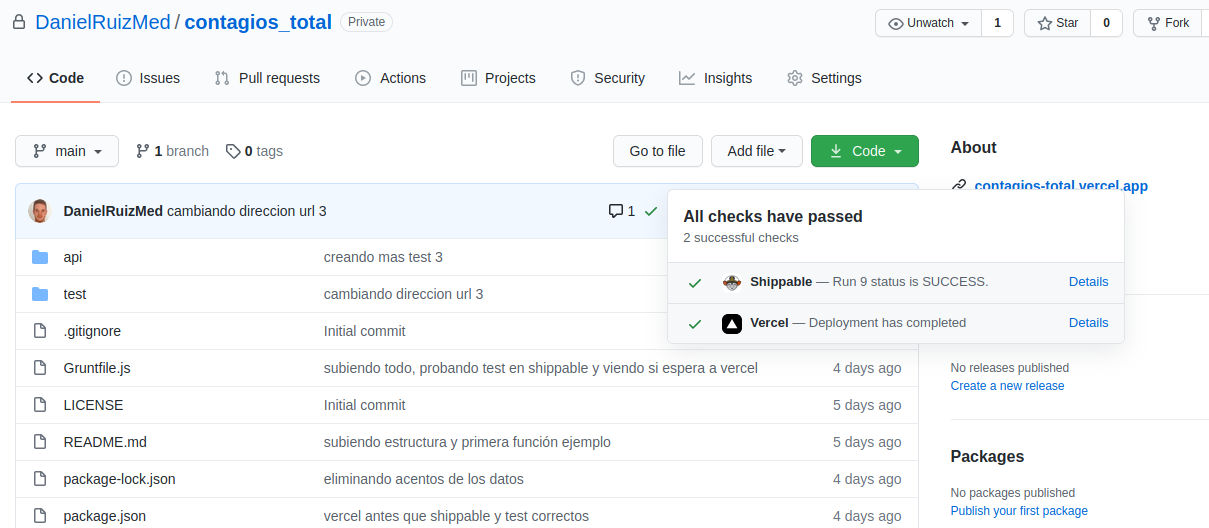 DanielRuizMed / contagios_total Private
Unwatch 1 Star 0 Fork
Code Issues Pull requests Actions Projects Security Insights Settings
main 1 branch 0 tags Go to file Add file Code
About
contagios-total.vercel.app
DanielRuizMed cambiando direccion url 3 1
All checks have passed
2 successful checks
Shippable — Run 9 status is SUCCESS. Details
Vercel — Deployment has completed Details
api creando mas test 3
test cambiando direccion url 3
.gitignore Initial commit
Gruntfile.js subiendo todo, probando test en shippable y viendo si espera a vercel 4 days ago
LICENSE Initial commit 5 days ago
README.md subiendo estructura y primera función ejemplo 5 days ago
package-lock.json eliminando acentos de los datos 4 days ago
package.json vercel antes que shippable y test correctos 4 days ago
No releases published
Create a new release
Packages
No packages published
Publish your first package